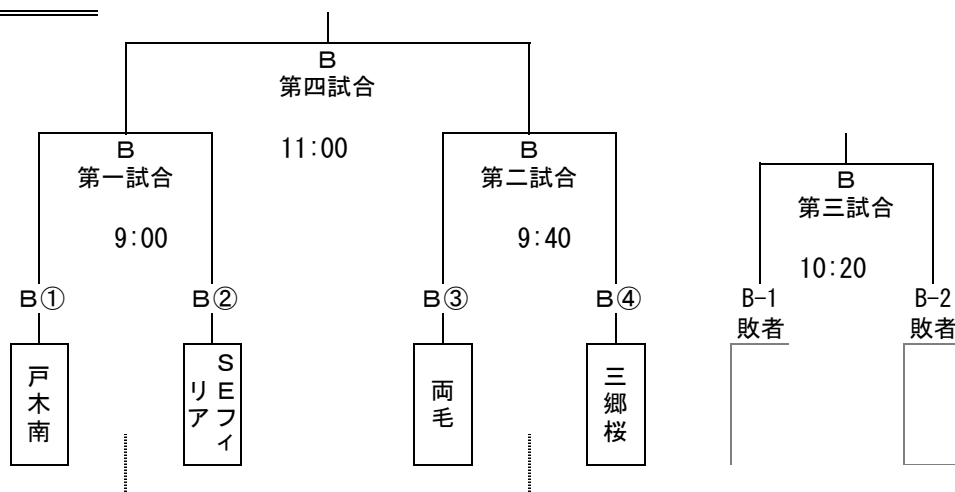 B
第四試合
11:00
B
第一試合
9:00
B
第二試合
9:40
B
第三試合
10:20
B①
B②
B③
B④
B-1
敗者
B-2
敗者
戸木南
SEフィ
リア
両毛
三郷桜